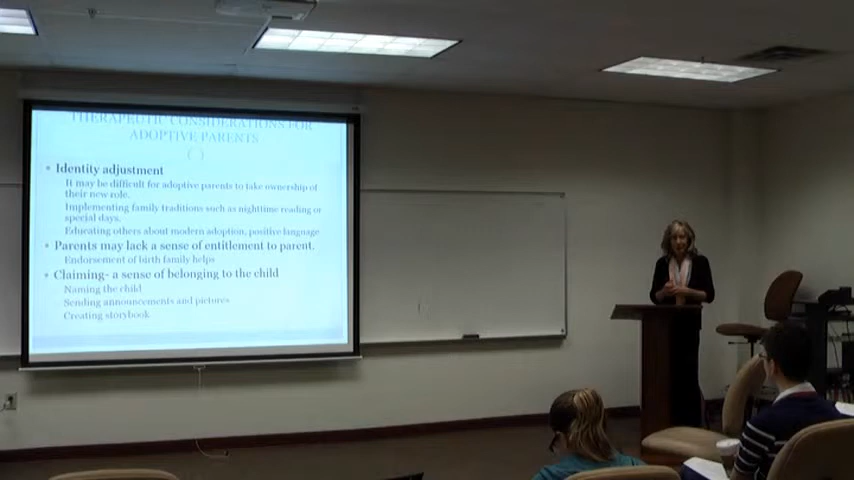 THERAPEUTIC CONSIDERATIONS FOR
ADOPTIVE PARENTS
• Identity adjustment
It may be difficult for adoptive parents to take ownership of
their new role.
Implementing family traditions such as nighttime reading or
special days.
Educating others about modern adoption, positive language
• Parents may lack a sense of entitlement to parent.
Endorsement of birth family helps
• Claiming- a sense of belonging to the child
Naming the child
Sending announcements and pictures
Creating storybook